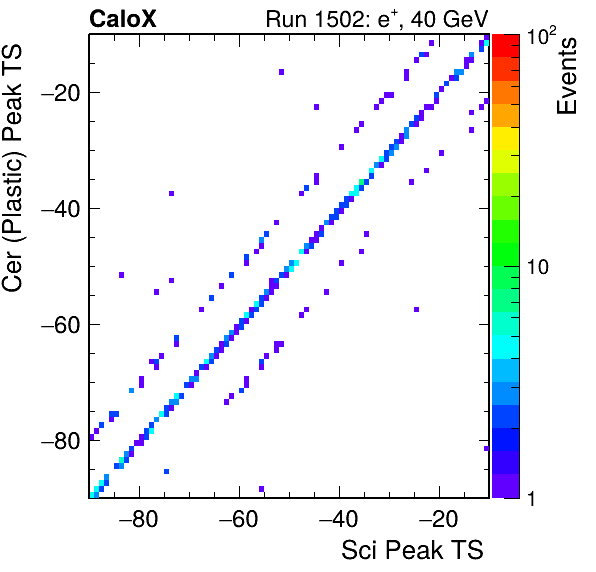 CaloX Run 1502: e⁺, 40 GeV
Cer (Plastic) Peak TS
−20
−40
−60
−80
−80 −60 −40 −20
Sci Peak TS
10²
10
1
Events